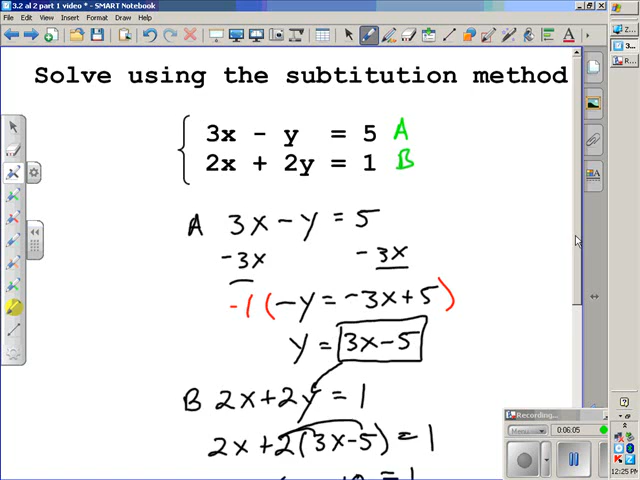 3.2 al 2 part 1 video * - SMART Notebook
File Edit View Insert Format Tools Draw Help
Solve using the subtitution method
3x - y = 5 A
2x + 2y = 1 B
A 3x - y = 5
-3x - 3x
-1( -y = -3x + 5 )
y = 3x - 5
B 2x + 2y = 1
2x + 2(3x-5) = 1
Recording...
Menu
0:06:05
12:25 PM